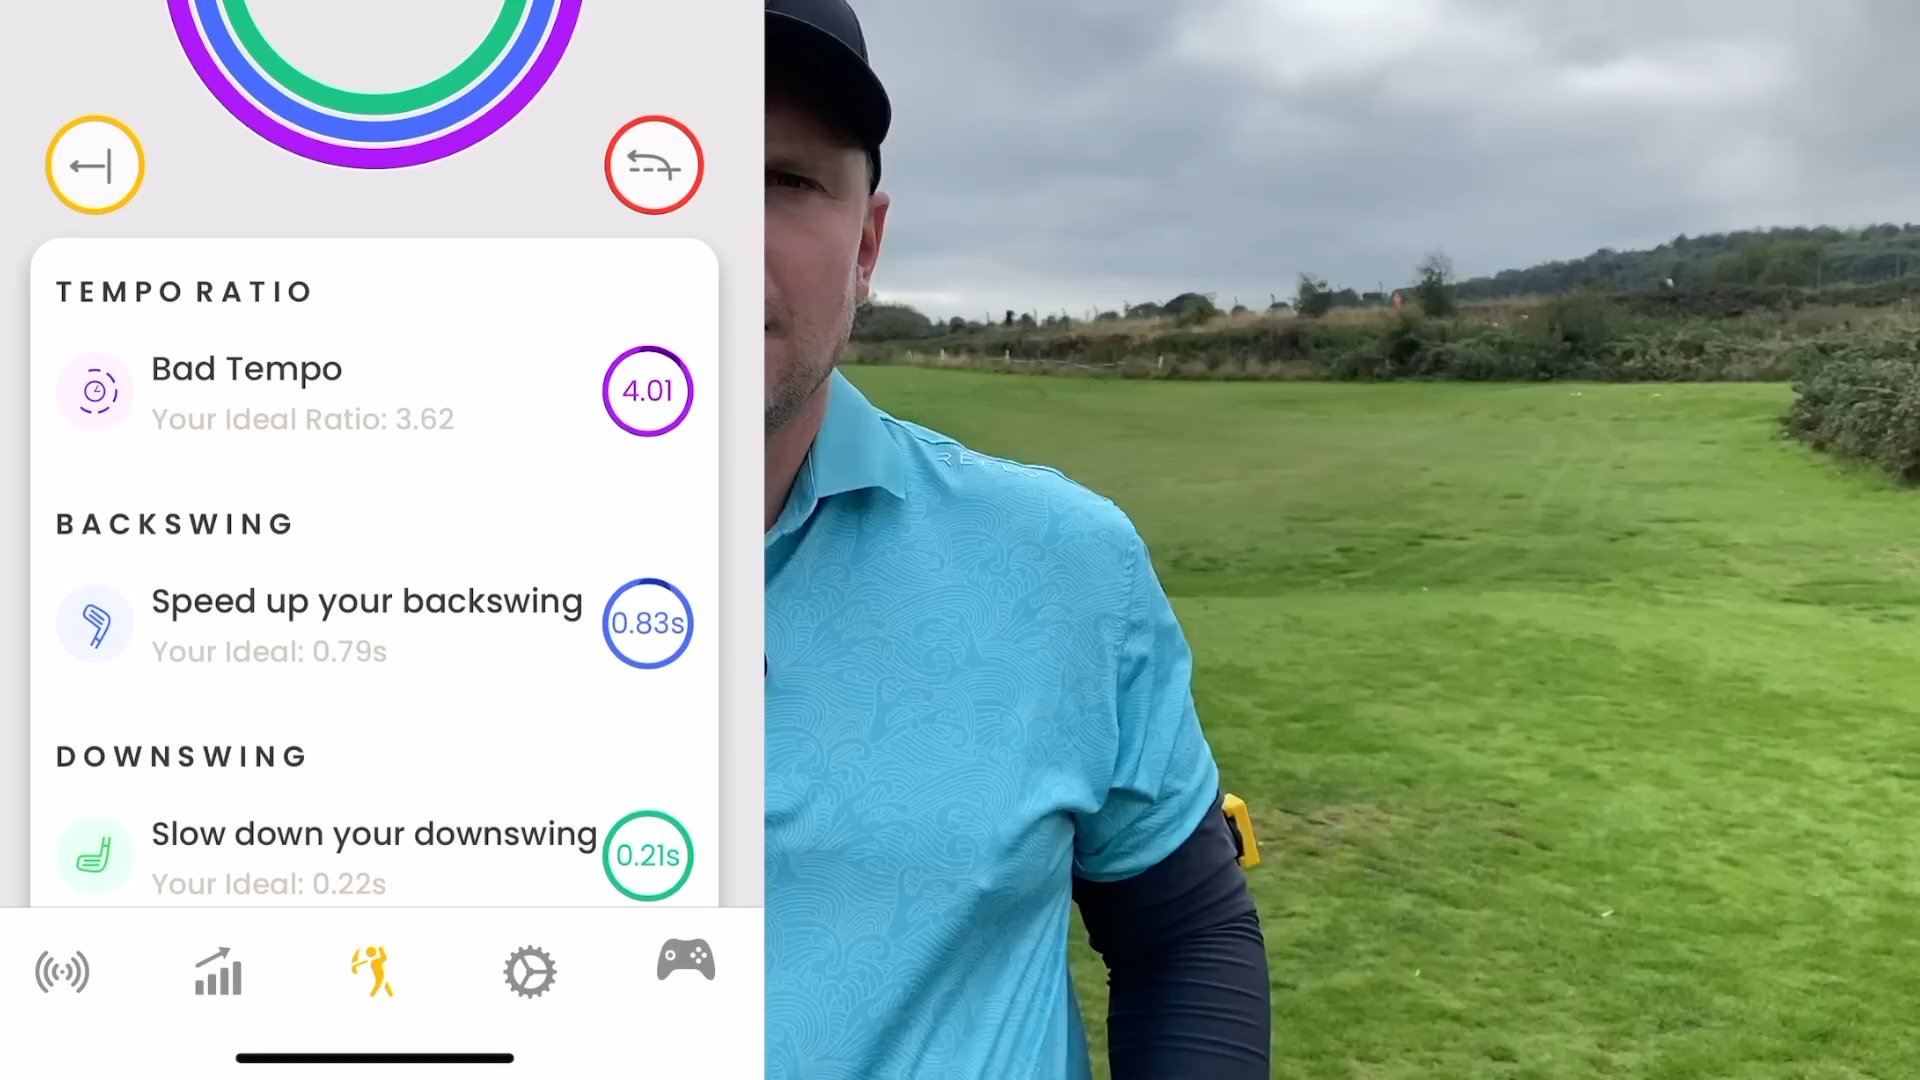 TEMPO RATIO
Bad Tempo
Your Ideal Ratio: 3.62
4.01
BACKSWING
Speed up your backswing
Your Ideal: 0.79s
0.83s
DOWNSWING
Slow down your downswing
Your Ideal: 0.22s
0.21s